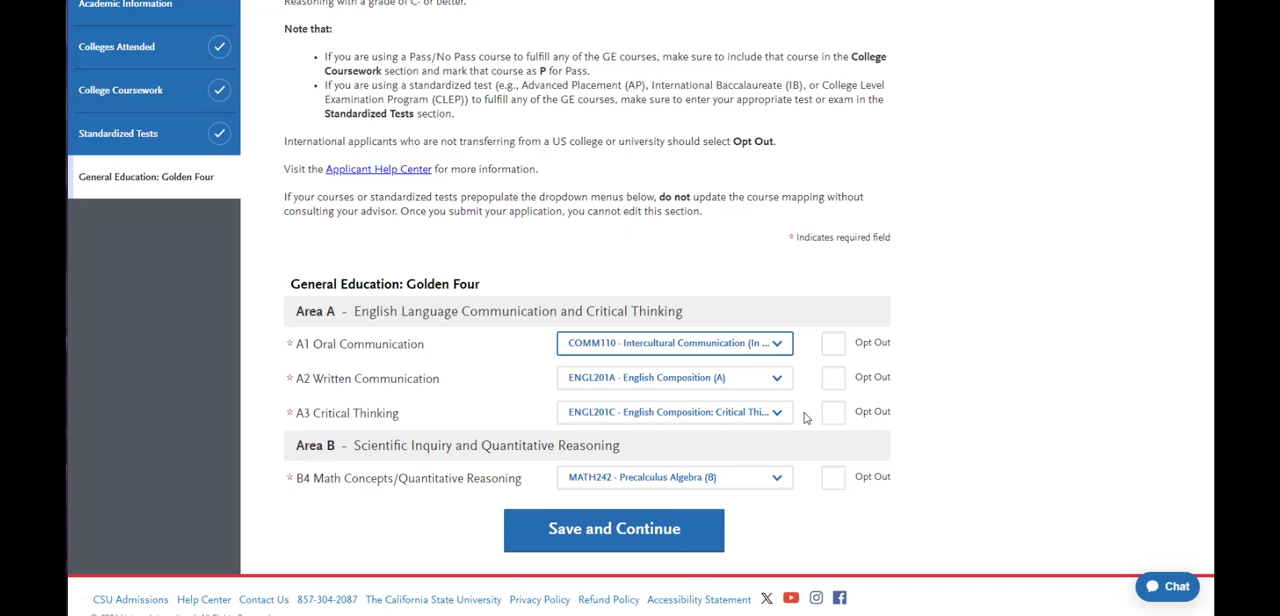 Academic Information
Colleges Attended
College Coursework
Standardized Tests
General Education: Golden Four
Reasoning with a grade of C- or better.
Note that:
If you are using a Pass/No Pass course to fulfill any of the GE courses, make sure to include that course in the College
Coursework section and mark that course as P for Pass.
If you are using a standardized test (e.g., Advanced Placement (AP), International Baccalaureate (IB), or College Level
Examination Program (CLEP)) to fulfill any of the GE courses, make sure to enter your appropriate test or exam in the
Standardized Tests section.
International applicants who are not transferring from a US college or university should select Opt Out.
Visit the Applicant Help Center for more information.
If your courses or standardized tests prepopulate the dropdown menus below, do not update the course mapping without
consulting your advisor. Once you submit your application, you cannot edit this section.
* Indicates required field
General Education: Golden Four
Area A - English Language Communication and Critical Thinking
* A1 Oral Communication COMM110 - Intercultural Communication (In ... Opt Out
* A2 Written Communication ENGL201A - English Composition (A) Opt Out
* A3 Critical Thinking ENGL201C - English Composition: Critical Thi... Opt Out
Area B - Scientific Inquiry and Quantitative Reasoning
* B4 Math Concepts/Quantitative Reasoning MATH242 - Precalculus Algebra (B) Opt Out
Save and Continue
Chat
CSU Admissions Help Center Contact Us 857-304-2087 The California State University Privacy Policy Refund Policy Accessibility Statement